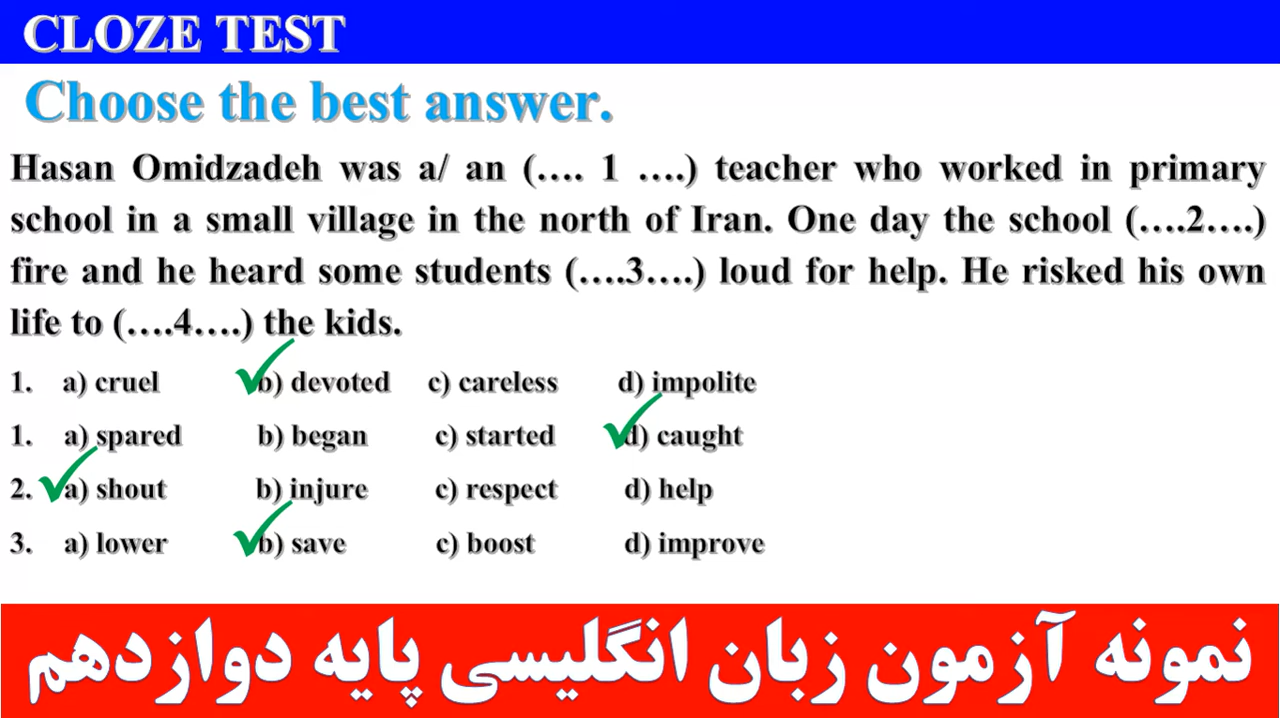 CLOZE TEST
Choose the best answer.
Hasan Omidzadeh was a/ an (…. 1 ….) teacher who worked in primary
school in a small village in the north of Iran. One day the school (….2….)
fire and he heard some students (….3….) loud for help. He risked his own
life to (….4….) the kids.
1. a) cruel b) devoted c) careless d) impolite
1. a) spared b) began c) started d) caught
2. a) shout b) injure c) respect d) help
3. a) lower b) save c) boost d) improve
نمونه آزمون زبان انگلیسی پایه دوازدهم